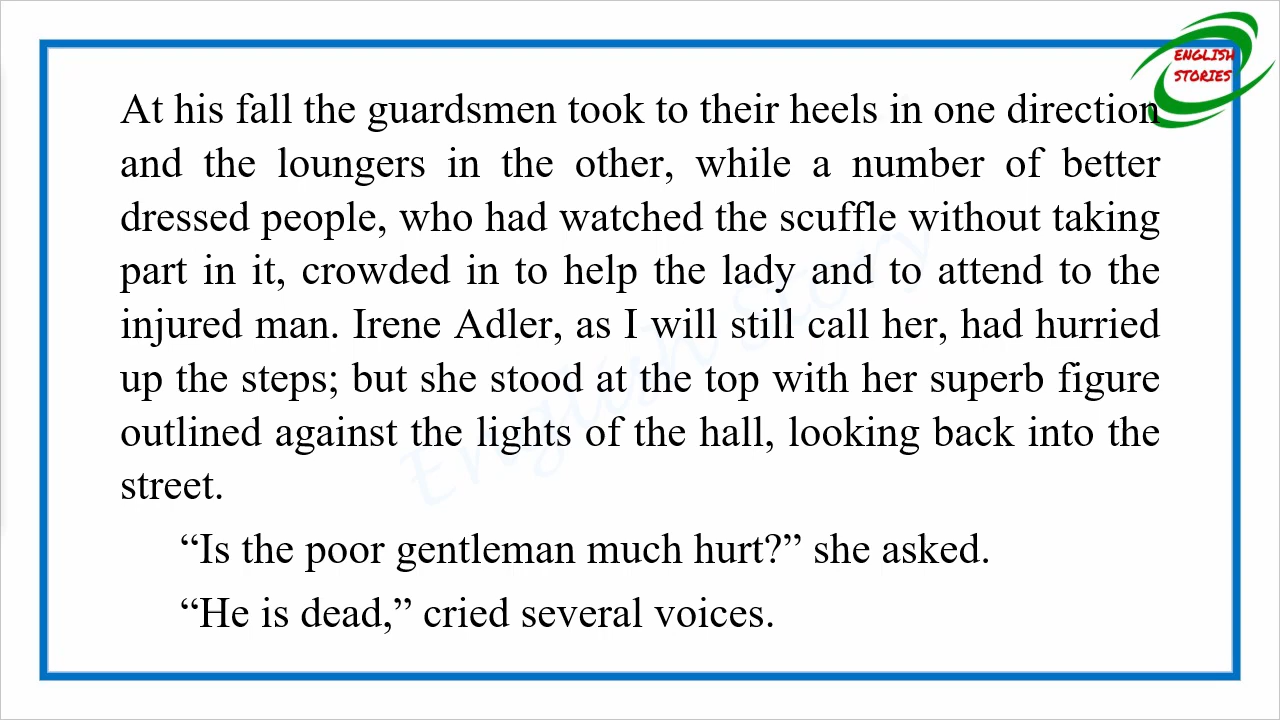 ENGLISH
STORIES
At his fall the guardsmen took to their heels in one direction
and the loungers in the other, while a number of better
dressed people, who had watched the scuffle without taking
part in it, crowded in to help the lady and to attend to the
injured man. Irene Adler, as I will still call her, had hurried
up the steps; but she stood at the top with her superb figure
outlined against the lights of the hall, looking back into the
street.
“Is the poor gentleman much hurt?” she asked.
“He is dead,” cried several voices.
English Story